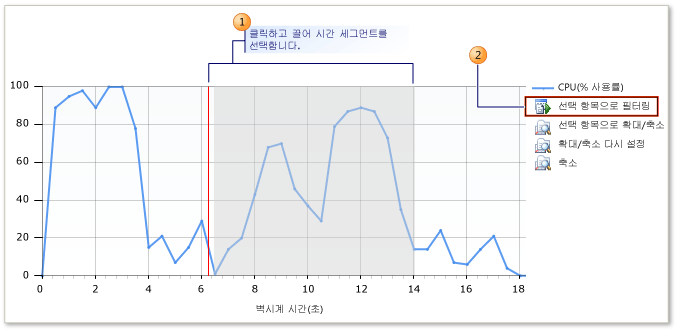 1
클릭하고 끌어 시간 세그먼트를
선택합니다.
2
CPU(% 사용률)
선택 항목으로 필터링
선택 항목으로 확대/축소
확대/축소 다시 설정
축소
100
80
60
40
20
0
0 2 4 6 8 10 12 14 16 18
벽시계 시간(초)